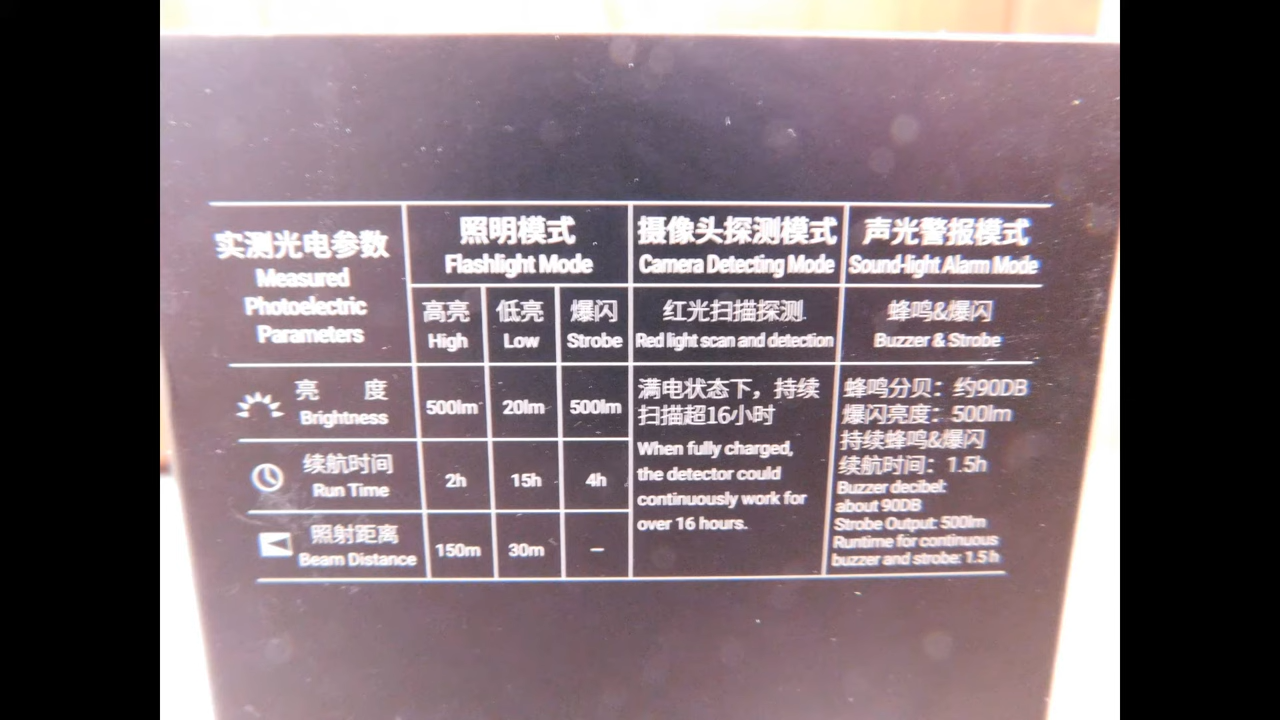 实测光电参数
Measured
Photoelectric
Parameters
照明模式
Flashlight Mode
摄像头探测模式
Camera Detecting Mode
声光警报模式
Sound-light Alarm Mode
高亮
High
低亮
Low
爆闪
Strobe
红光扫描探测
Red light scan and detection
蜂鸣&爆闪
Buzzer & Strobe
亮 度
Brightness
500lm
20lm
500lm
续航时间
Run Time
2h
15h
4h
照射距离
Beam Distance
150m
30m
–
满电状态下，持续
扫描超16小时
When fully charged,
the detector could
continuously work for
over 16 hours.
蜂鸣分贝：约90DB
爆闪亮度：500lm
持续蜂鸣&爆闪
续航时间：1.5h
Buzzer decibel:
about 90DB
Strobe Output: 500lm
Runtime for continuous
buzzer and strobe: 1.5 h